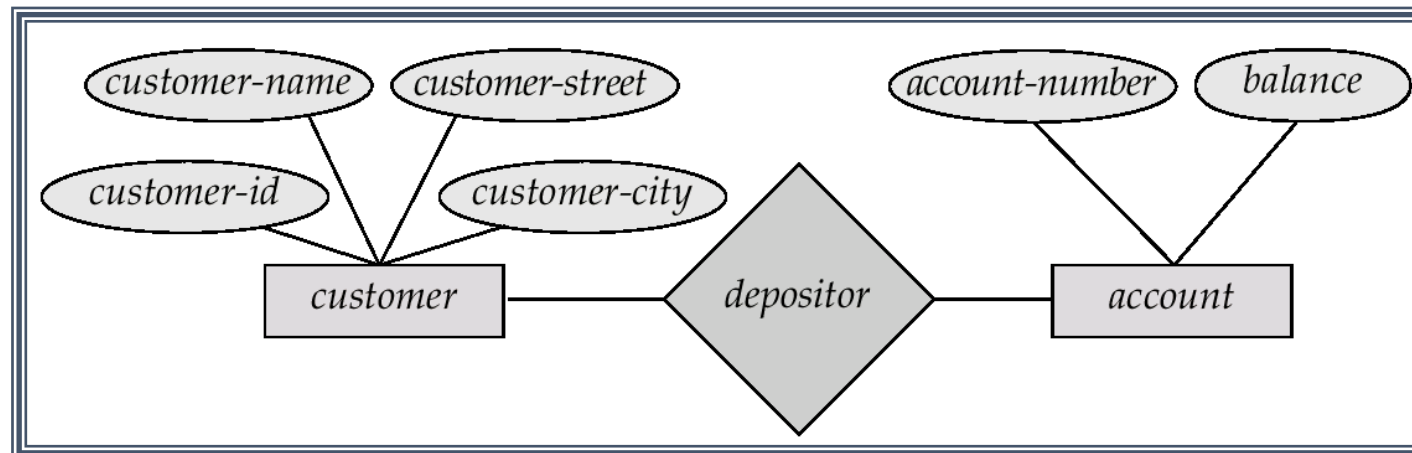 customer-name
customer-street
account-number
balance
customer-id
customer-city
customer
depositor
account